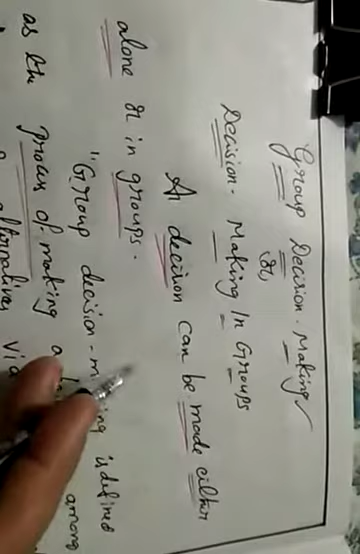 Group Decision-Making
or,
Decision-Making In Groups
A decision can be made either
alone or in groups.
"Group decision-m ng is defined
as the process of making a among
alternatives via